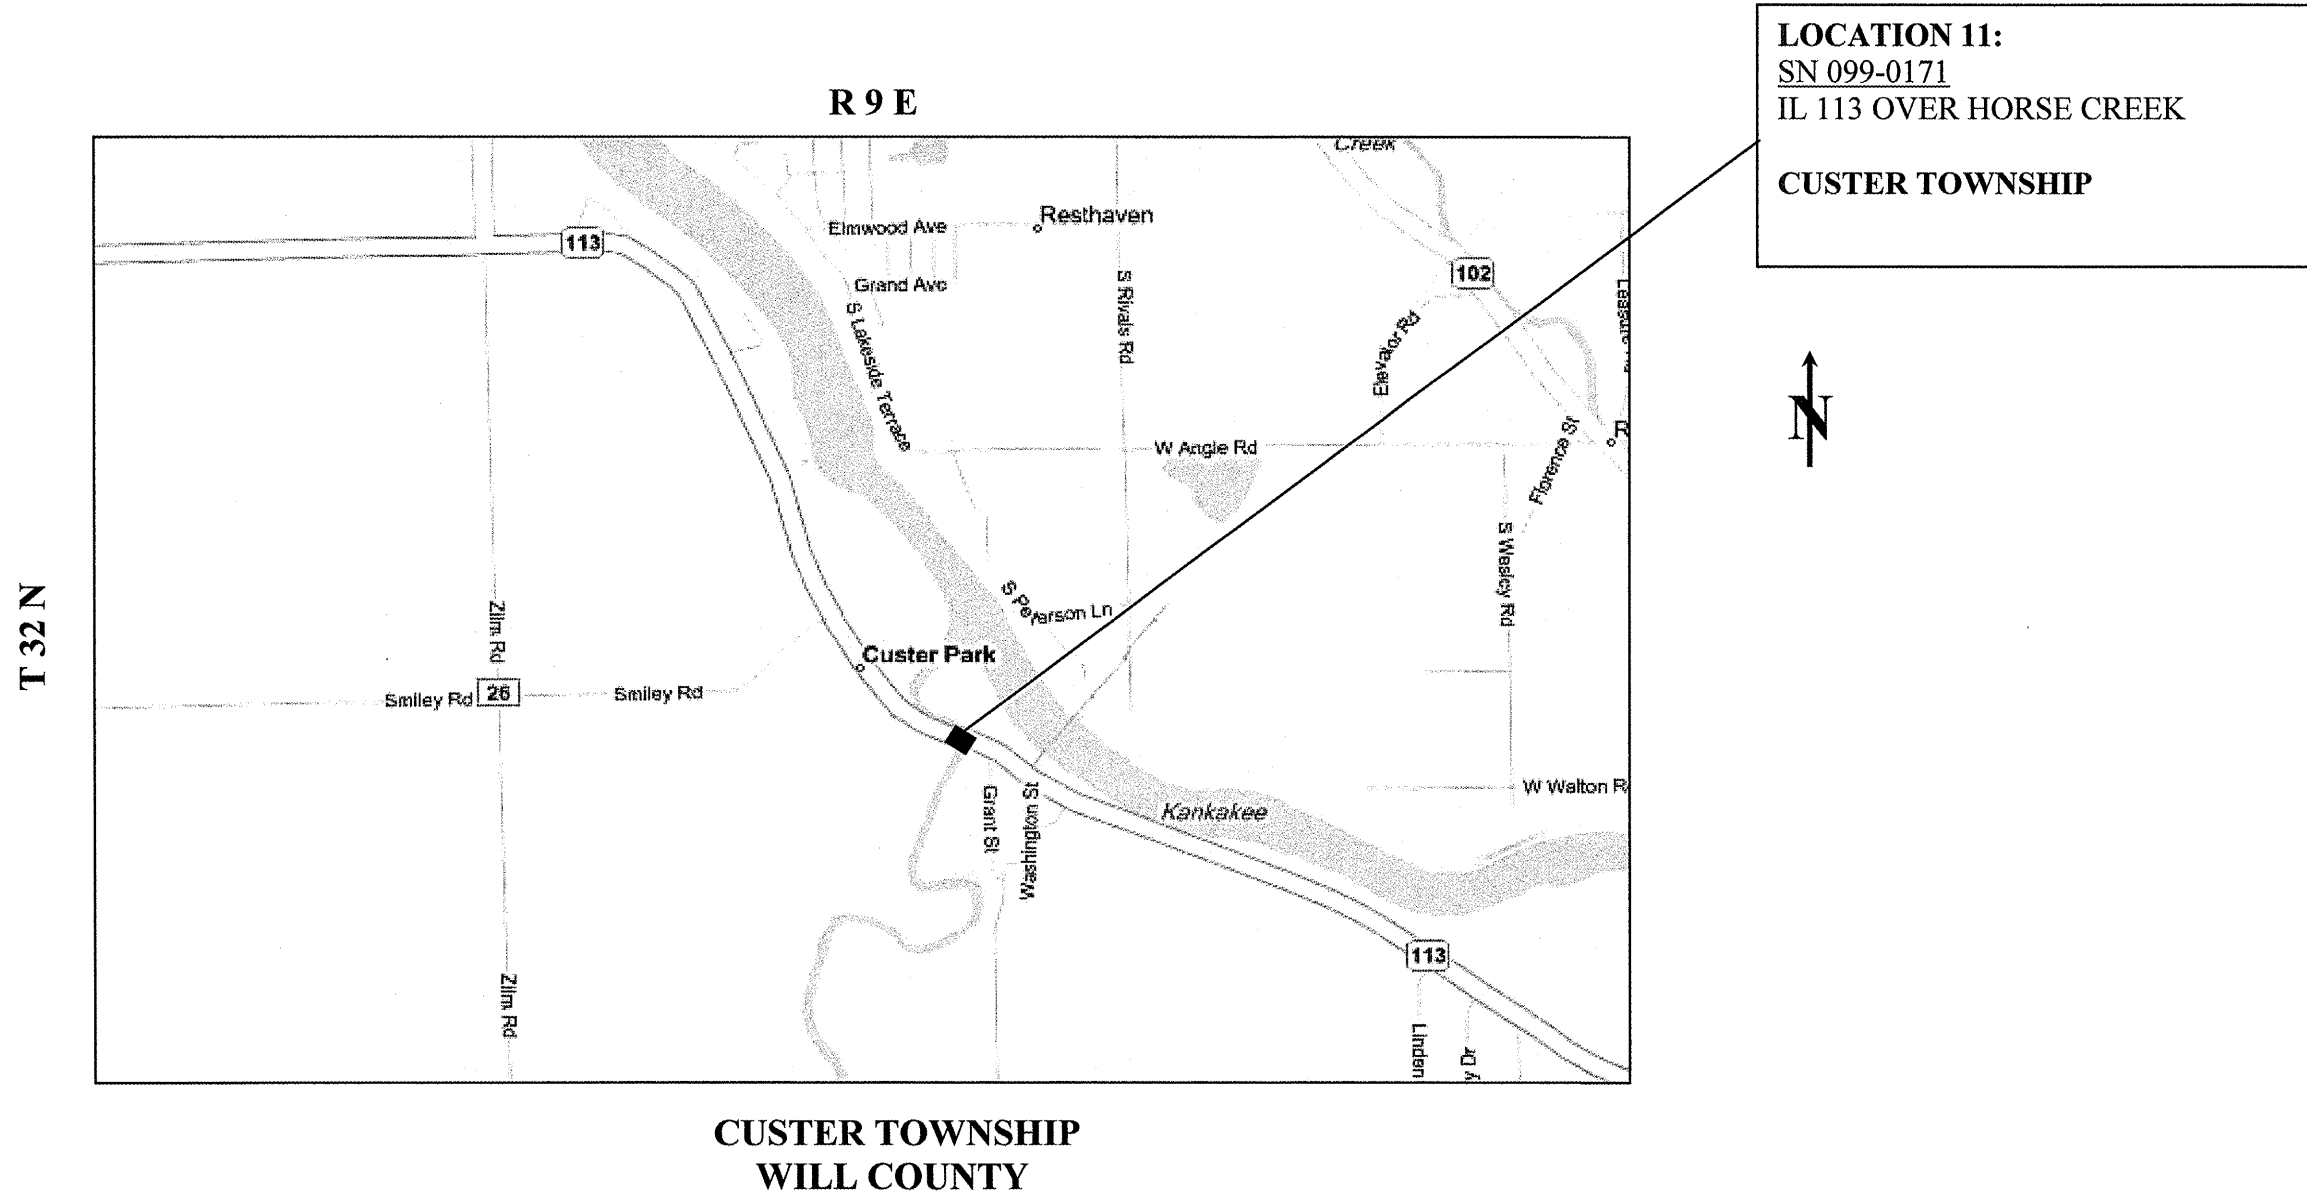 LOCATION 11:
SN 099-0171
IL 113 OVER HORSE CREEK
CUSTER TOWNSHIP
R 9 E
Creek
Resthaven
Elmwood Ave
113
102
Grand Ave
S Rivals Rd
S Lakeside Terrace
Elevator Rd
N
W Angle Rd
Florence St
R
S Wesley Rd
T 32 N
S Pe
rarson Ln
Zilm Rd
Custer Park
Smiley Rd
26
Smiley Rd
Grant St
Washington St
W Walton R
Kankakee
113
Zilm Rd
Linden
y Dr
CUSTER TOWNSHIP
WILL COUNTY